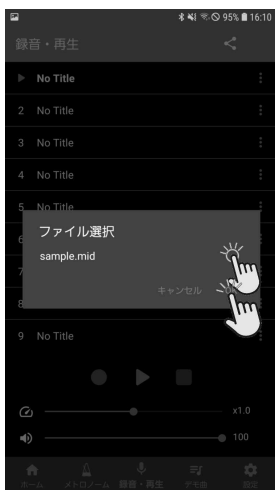 95% 16:10
録音・再生
No Title
2 No Title
3 No Title
4 No Title
5 No Title
ファイル選択
6
sample.mid
7
キャンセル
8
9 No Title
x1.0
100
ホーム メトロノーム 録音・再生 デモ曲 設定